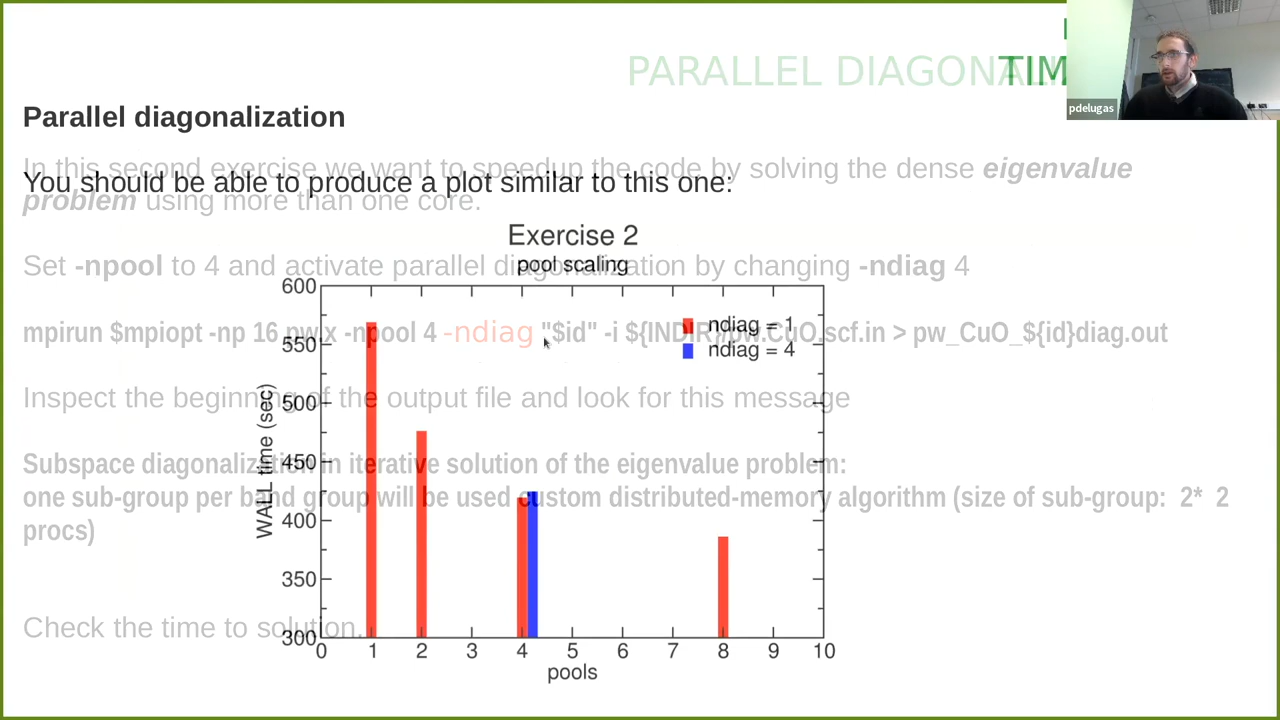 PARALLEL DIAGONAL
TIM
pdelugas
Parallel diagonalization
In this second exercise we want to speedup the code by solving the dense eigenvalue
You should be able to produce a plot similar to this one:
problem using more than one core.
Exercise 2
Set -npool to 4 and activate parallel diagonalization by changing -ndiag 4
pool scaling
600
mpirun $mpiopt -np 16 pw.x -npool 4 -ndiag "$id" -i ${INDIR}/pw.CuO.scf.in > pw_CuO_${id}diag.out
ndiag = 1
ndiag = 4
550
Inspect the beginning of the output file and look for this message
500
Subspace diagonalization in iterative solution of the eigenvalue problem:
450
one sub-group per band group will be used custom distributed-memory algorithm (size of sub-group: 2* 2
procs)
400
350
Check the time to solution.
300
WALL time (sec)
0 1 2 3 4 5 6 7 8 9 10
pools